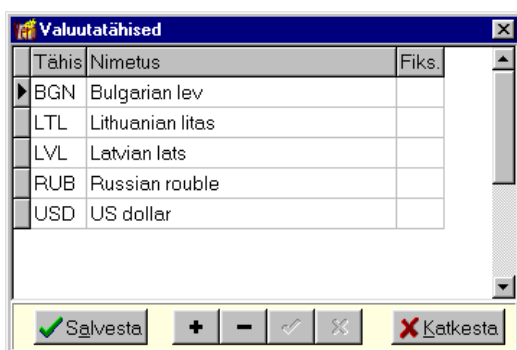 Valuutatähised
Tähis Nimetus Fiks.
BGN Bulgarian lev
LTL Lithuanian litas
LVL Latvian lats
RUB Russian rouble
USD US dollar
Salvesta Katkesta